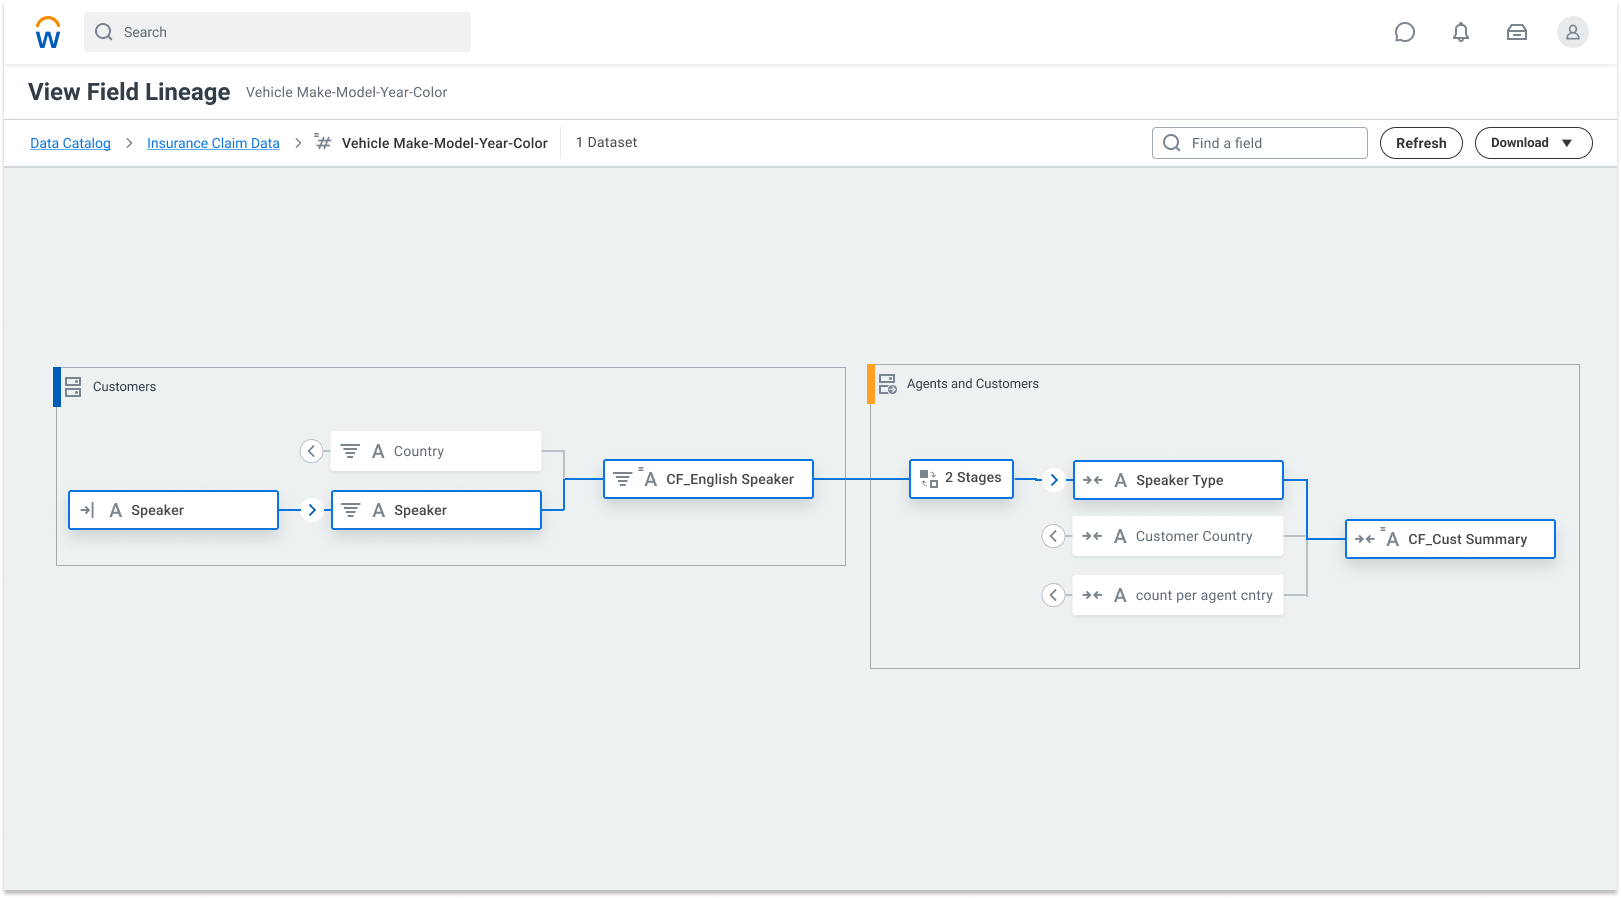 W
Search
View Field Lineage Vehicle Make-Model-Year-Color
Data Catalog > Insurance Claim Data > Vehicle Make-Model-Year-Color 1 Dataset Find a field Refresh Download
Customers
Agents and Customers
A Country
A Speaker
A Speaker
A CF_English Speaker
2 Stages
A Speaker Type
A Customer Country
A count per agent cntry
A CF_Cust Summary